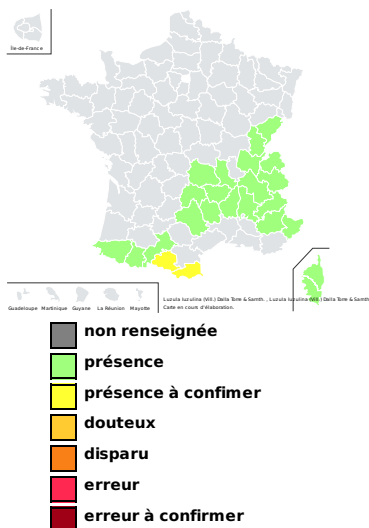 Île-de-France
Guadeloupe Martinique Guyane La Réunion Mayotte
Luzula luzulina (Vill.) Dalla Torre & Sarnth. , Luzula luzulina (Vill.) Dalla Torre & Sarnth
Carte en cours d'élaboration.
non renseignée
présence
présence à confimer
douteux
disparu
erreur
erreur à confirmer